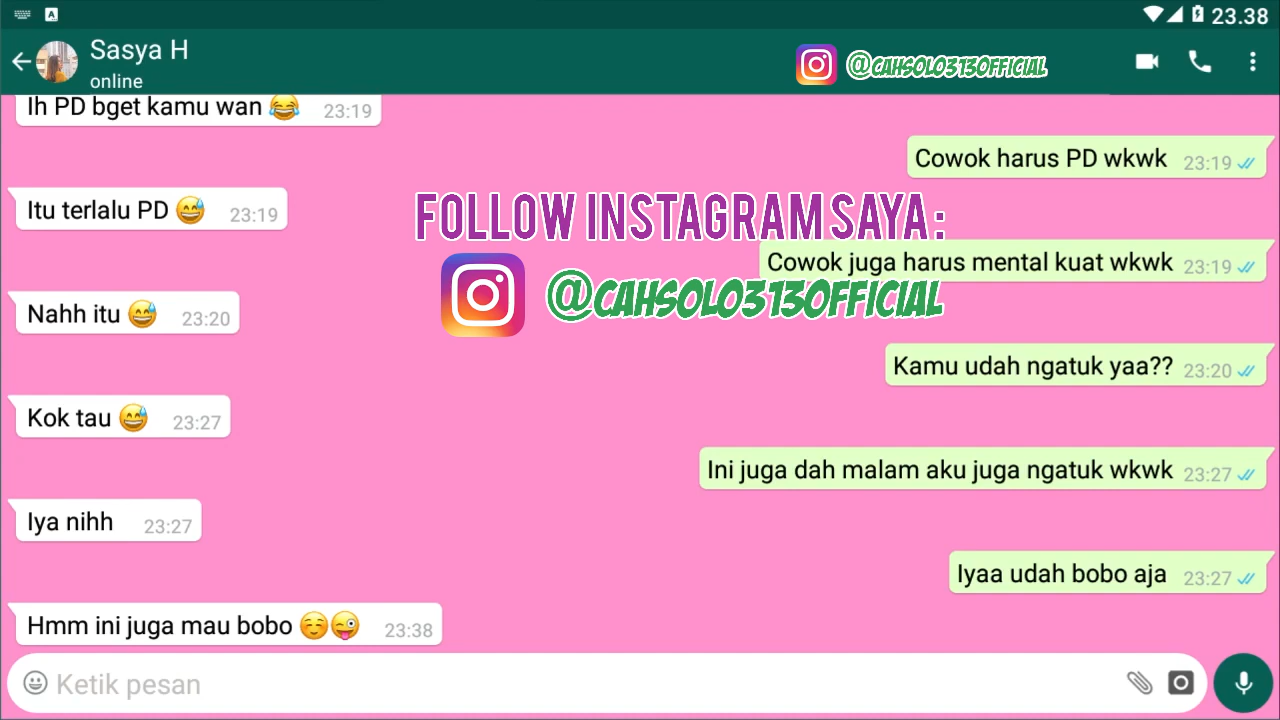 23.38
Sasya H
online
@CAHSOLO313OFFICIAL
Ih PD bget kamu wan 😂 23:19
Cowok harus PD wkwk 23:19
Itu terlalu PD 😅 23:19
FOLLOW INSTAGRAM SAYA :
Cowok juga harus mental kuat wkwk 23:19
@CAHSOLO313OFFICIAL
Nahh itu 😅 23:20
Kamu udah ngatuk yaa?? 23:20
Kok tau 😅 23:27
Ini juga dah malam aku juga ngatuk wkwk 23:27
Iya nihh 23:27
Iyaa udah bobo aja 23:27
Hmm ini juga mau bobo ☺️😜 23:38
Ketik pesan